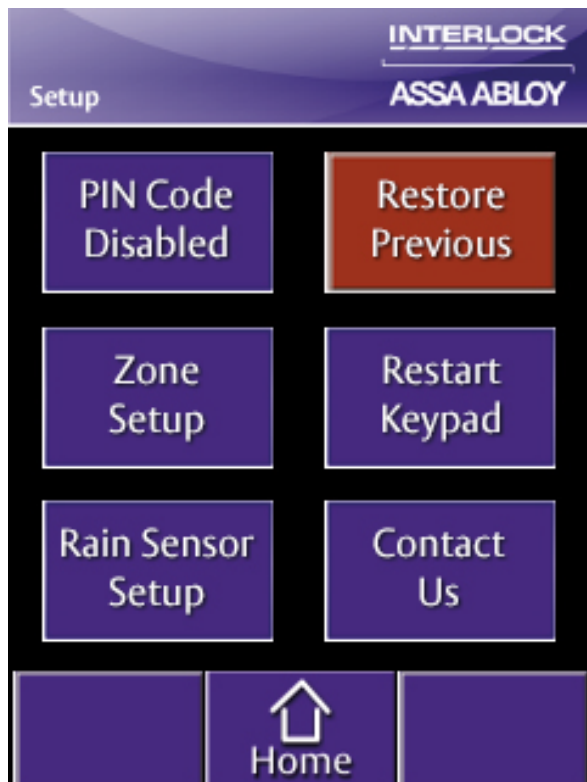 INTERLOCK
ASSA ABLOY
Setup
PIN Code
Disabled
Restore
Previous
Zone
Setup
Restart
Keypad
Rain Sensor
Setup
Contact
Us
Home